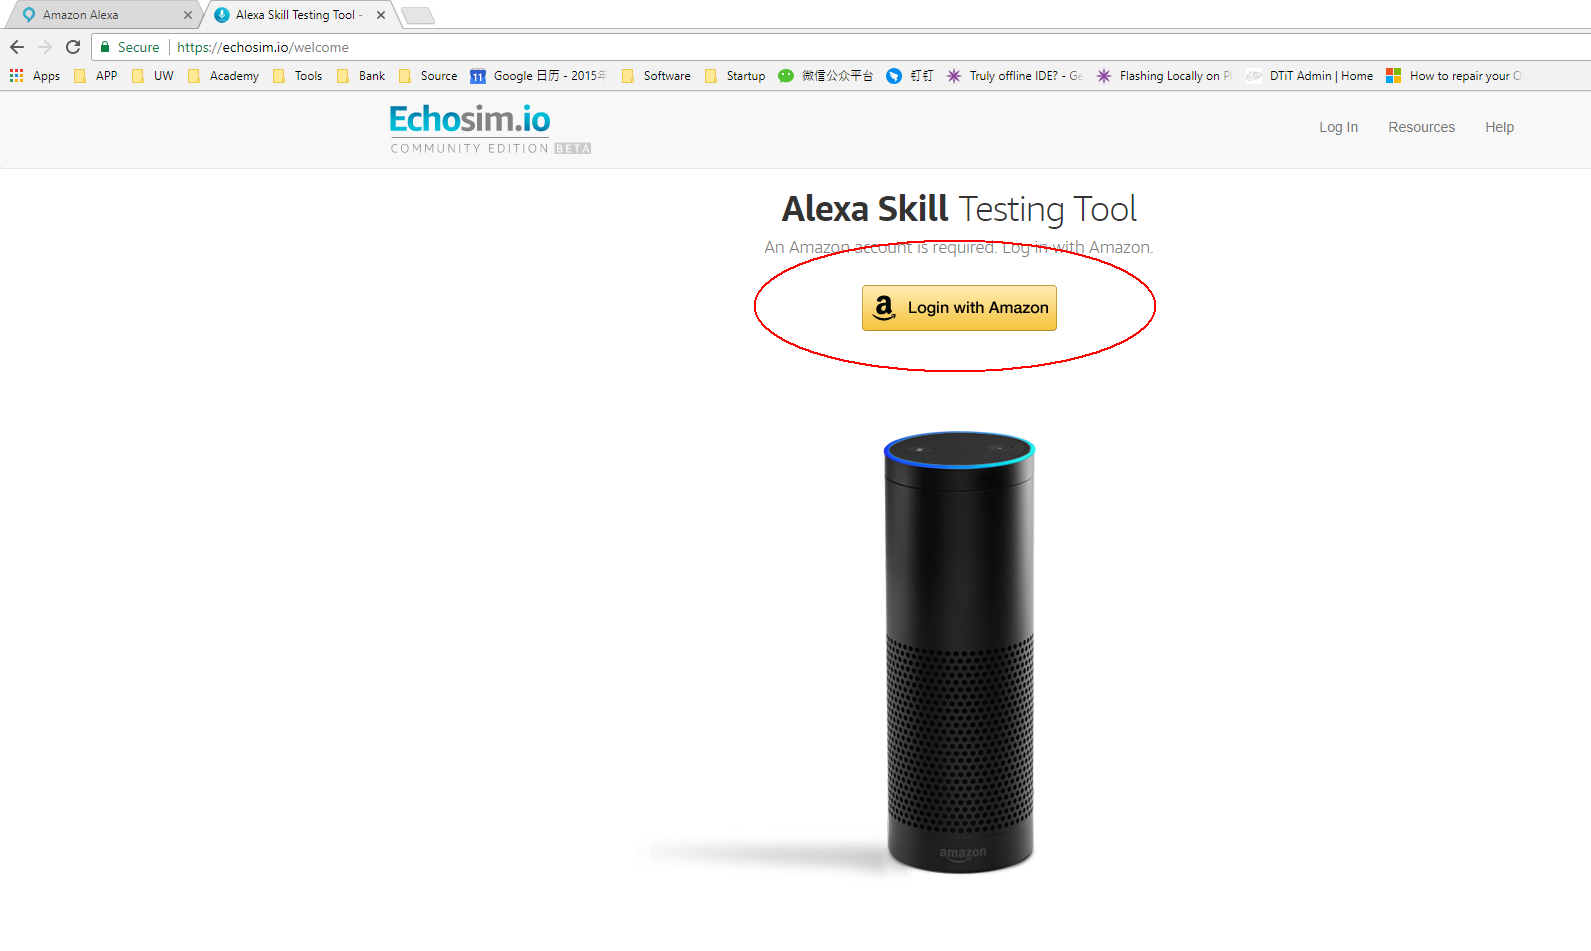 Amazon Alexa
Alexa Skill Testing Tool -
Secure https://echosim.io/welcome
Apps APP UW Academy Tools Bank Source Google 日历 - 2015年 Software Startup 微信公众平台 钉钉 Truly offline IDE? - Ge Flashing Locally on DTiT Admin | Home How to repair your
Echosim.io
COMMUNITY EDITION BETA
Log In Resources Help
Alexa Skill Testing Tool
An Amazon account is required. Log in with Amazon.
Login with Amazon
amazon